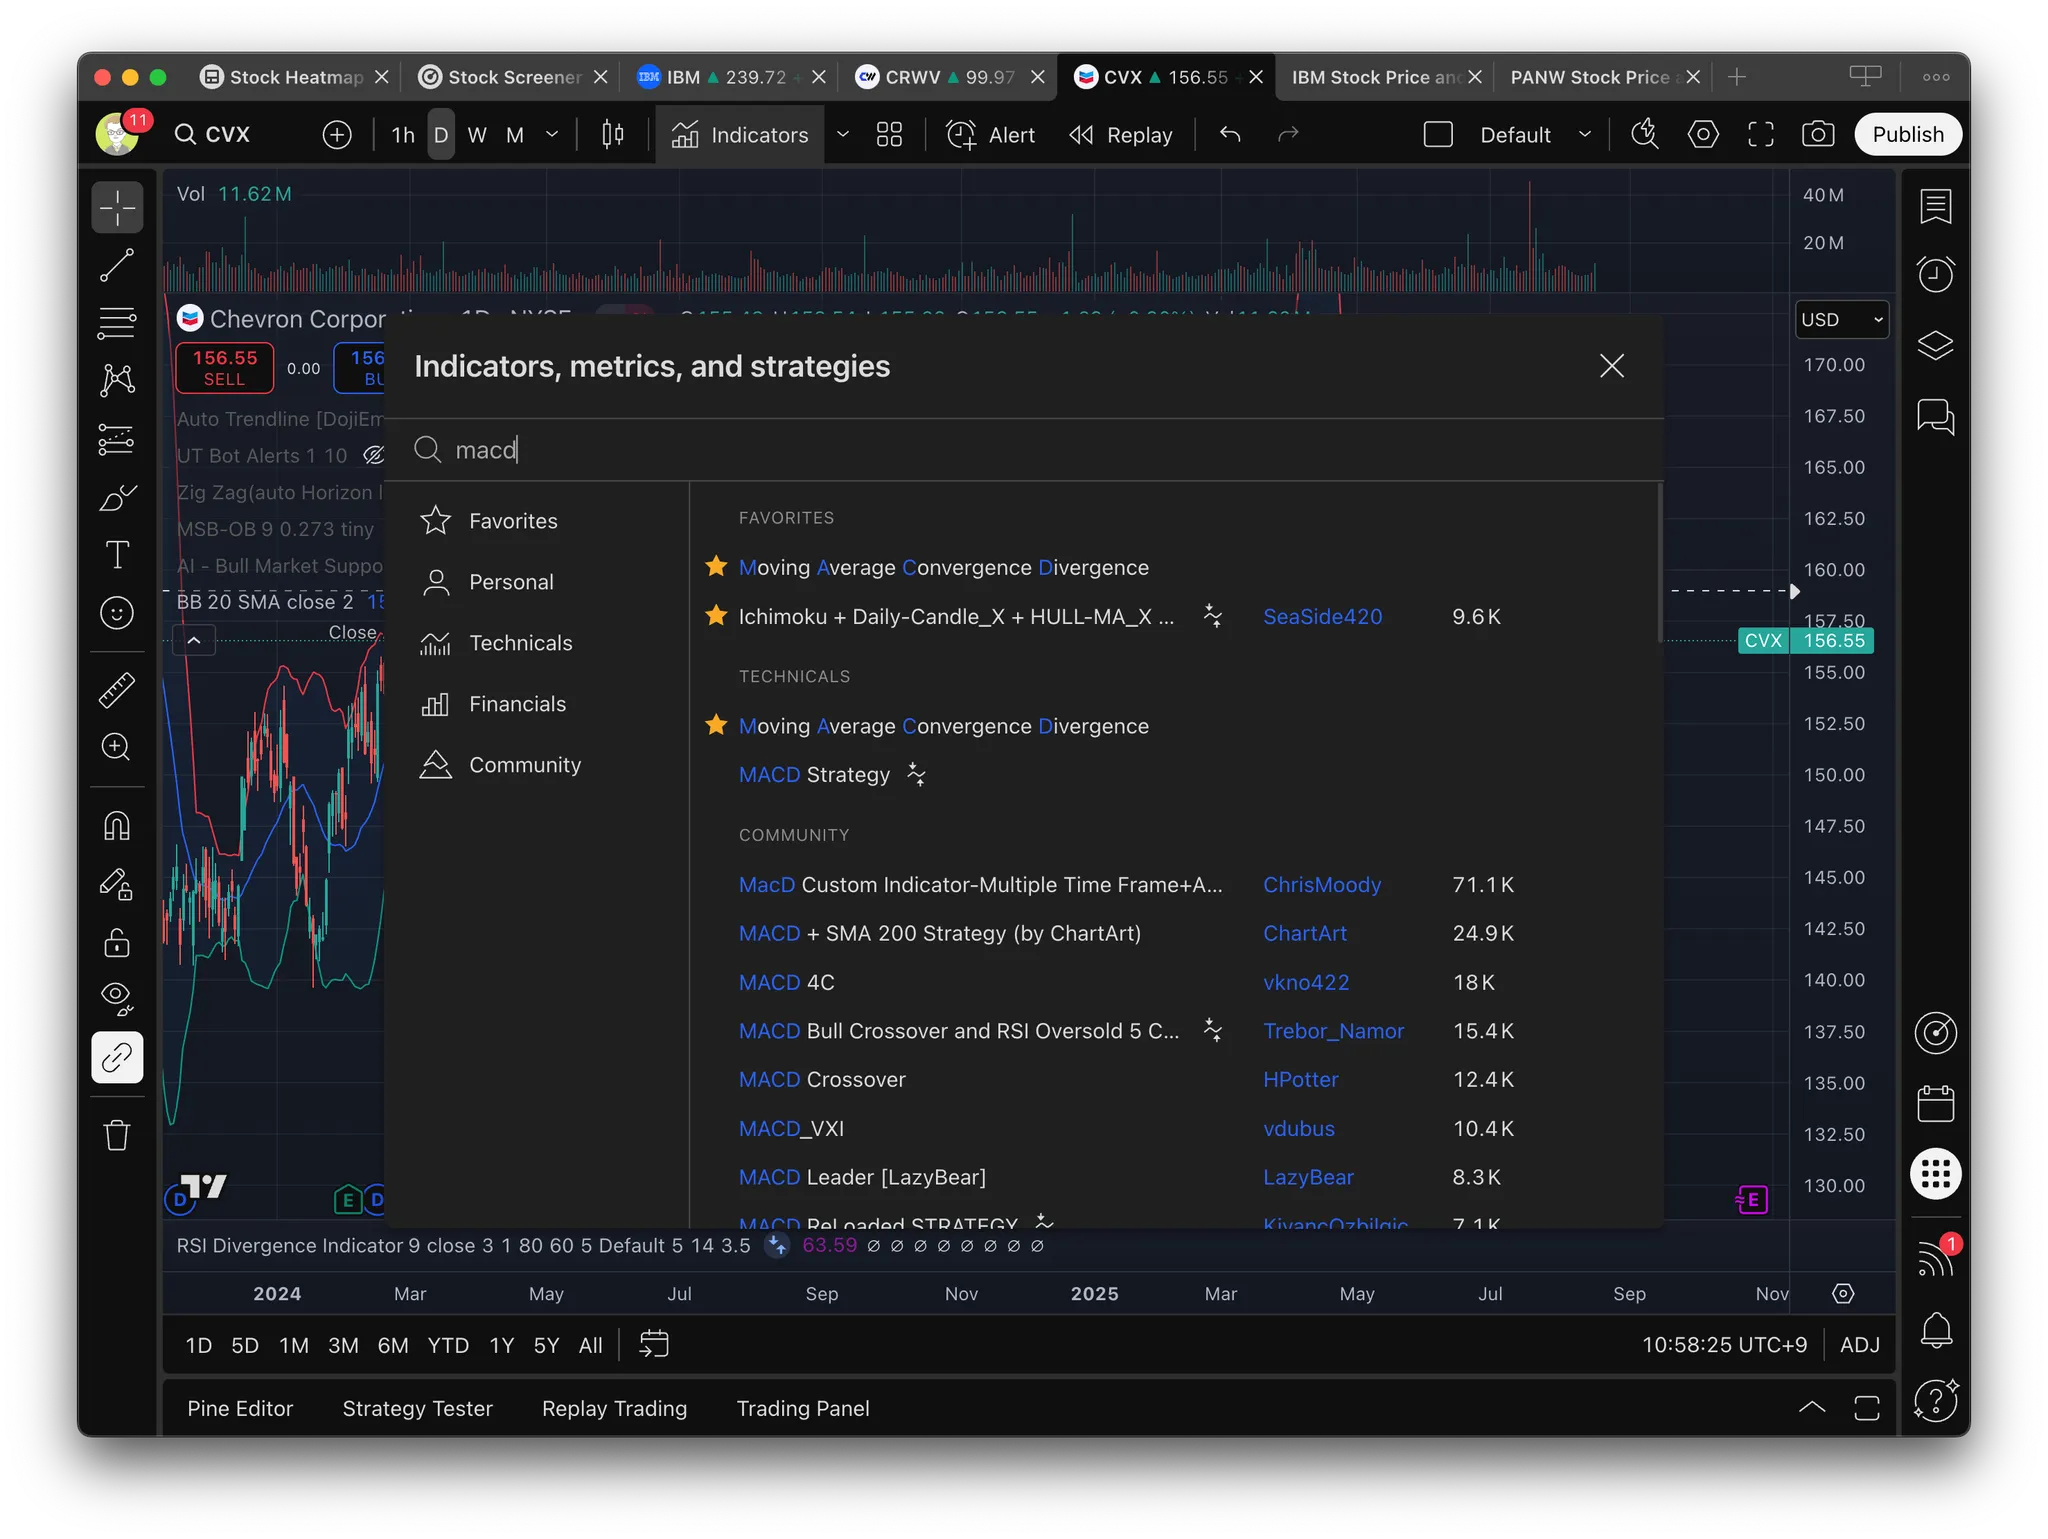 Stock Heatmap
Stock Screener
IBM 239.72
CRWV 99.97
CVX 156.55
IBM Stock Price and
PANW Stock Price
11
CVX
1h D W M
Indicators
Alert
Replay
Default
Publish
Vol 11.62M
40M
20M
Chevron Corpor
USD
156.55
SELL
0.00
156
BU
Auto Trendline [DojiEm
UT Bot Alerts 1 10
Zig Zag(auto Horizon l
MSB-OB 9 0.273 tiny
AI - Bull Market Suppo
BB 20 SMA close 2 15
Close
Indicators, metrics, and strategies
macd
Favorites
Personal
Technicals
Financials
Community
FAVORITES
Moving Average Convergence Divergence
Ichimoku + Daily-Candle_X + HULL-MA_X ... SeaSide420 9.6K
TECHNICALS
Moving Average Convergence Divergence
MACD Strategy
COMMUNITY
MacD Custom Indicator-Multiple Time Frame+A... ChrisMoody 71.1K
MACD + SMA 200 Strategy (by ChartArt) ChartArt 24.9K
MACD 4C vkno422 18K
MACD Bull Crossover and RSI Oversold 5 C... Trebor_Namor 15.4K
MACD Crossover HPotter 12.4K
MACD_VXI vdubus 10.4K
MACD Leader [LazyBear] LazyBear 8.3K
MACD ReLoaded STRATEGY KivancOzbilgic 7.1K
170.00
167.50
165.00
162.50
160.00
157.50
CVX 156.55
155.00
152.50
150.00
147.50
145.00
142.50
140.00
137.50
135.00
132.50
130.00
D
E
D
E
RSI Divergence Indicator 9 close 3 1 80 60 5 Default 5 14 3.5 63.59 ∅ ∅ ∅ ∅ ∅ ∅ ∅ ∅
2024 Mar May Jul Sep Nov 2025 Mar May Jul Sep Nov
1
1D 5D 1M 3M 6M YTD 1Y 5Y All
10:58:25 UTC+9 ADJ
Pine Editor
Strategy Tester
Replay Trading
Trading Panel